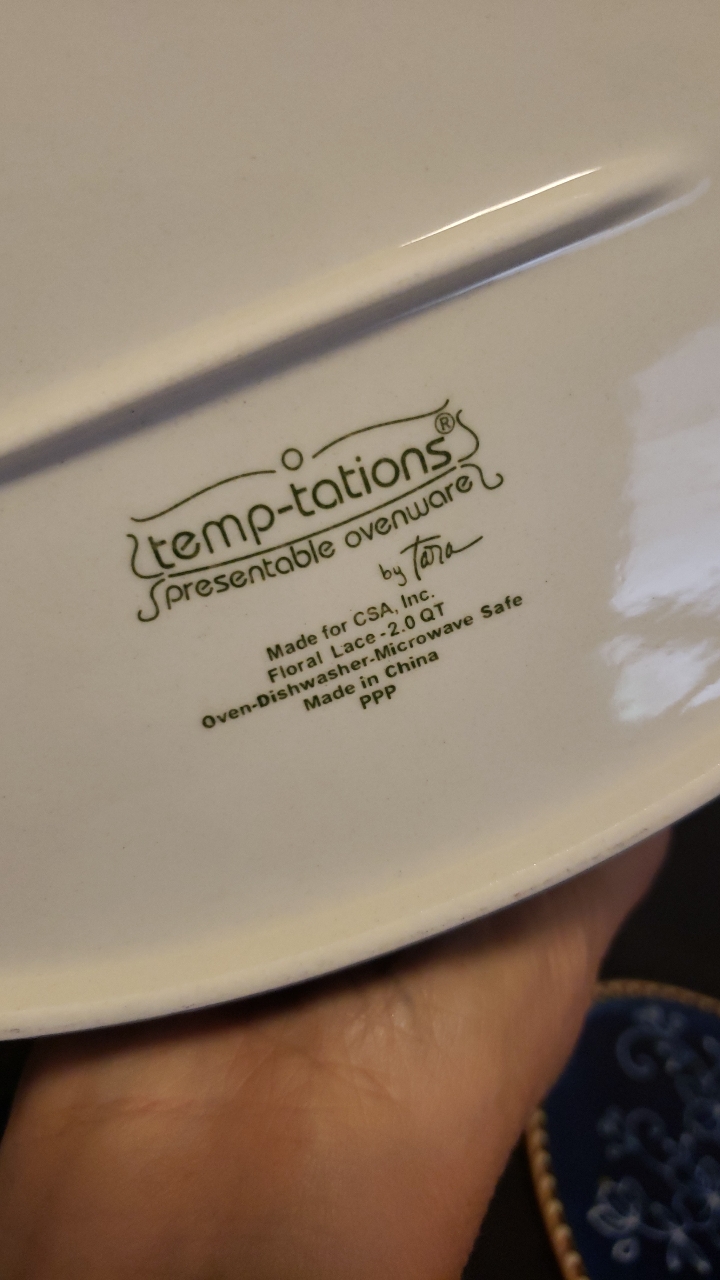 temp-tations®
presentable ovenware
by Tara
Made for CSA, Inc.
Floral Lace-2.0 QT
Oven-Dishwasher-Microwave Safe
Made in China
PPP